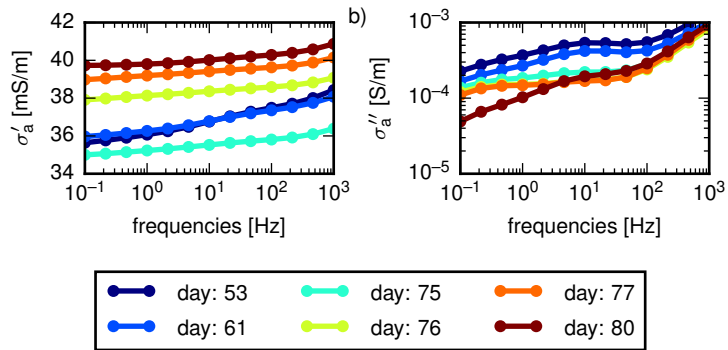 b)
42
40
38
36
34
σ′a [mS/m]
10⁻¹ 10⁰ 10¹ 10² 10³
frequencies [Hz]
10⁻³
10⁻⁴
10⁻⁵
σ″a [S/m]
10⁻¹ 10⁰ 10¹ 10² 10³
frequencies [Hz]
day: 53 day: 75 day: 77
day: 61 day: 76 day: 80